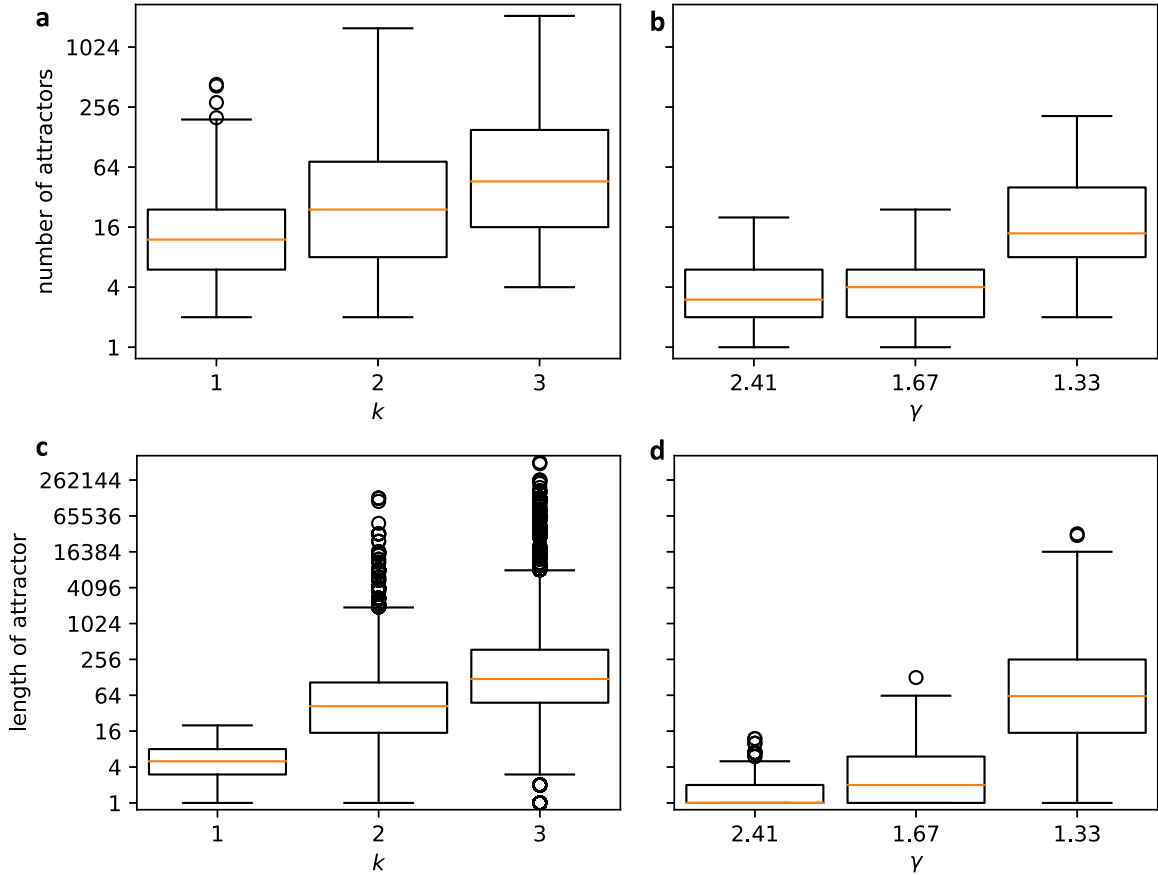 a
number of attractors
1024
256
64
16
4
1
1 2 3
k
b
2.41 1.67 1.33
γ
c
length of attractor
262144
65536
16384
4096
1024
256
64
16
4
1
1 2 3
k
d
2.41 1.67 1.33
γ